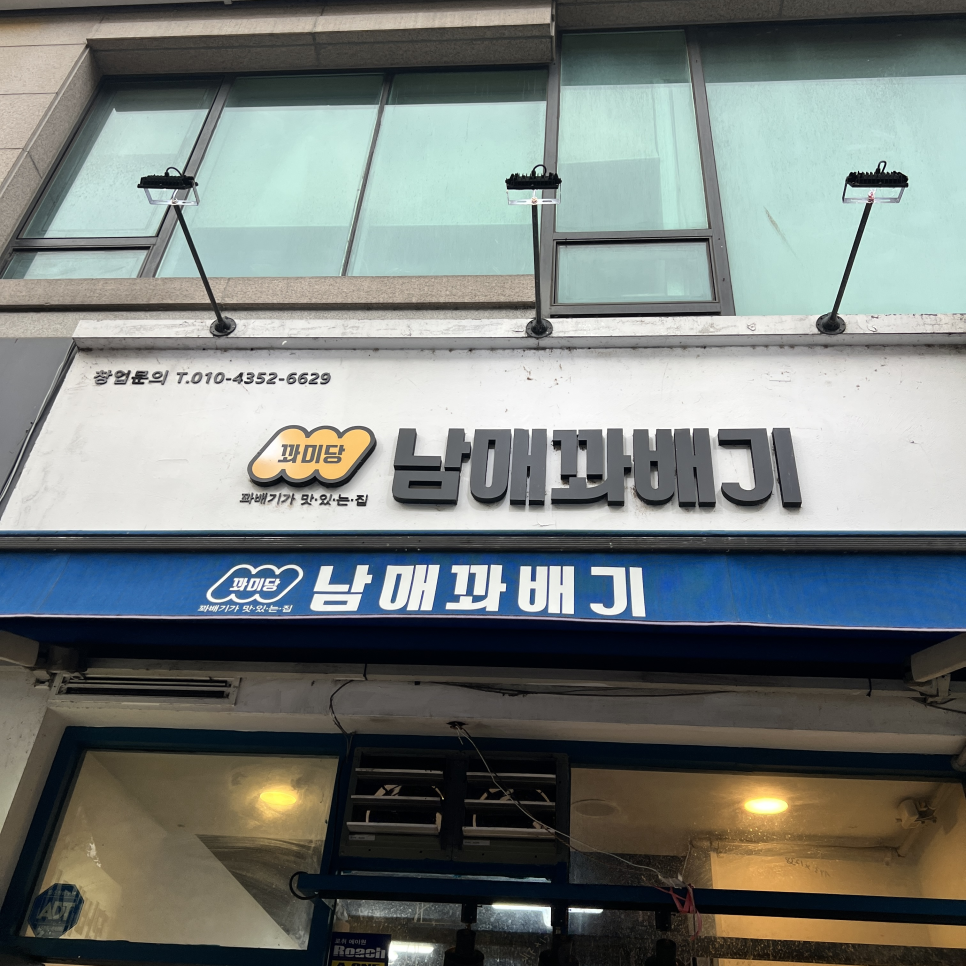 창업문의 T.010-4352-6629
꽈미당
꽈배기가 맛·있·는·집
남매꽈배기
꽈미당
꽈배기가 맛·있·는·집
남매꽈배기
ADT
Reach